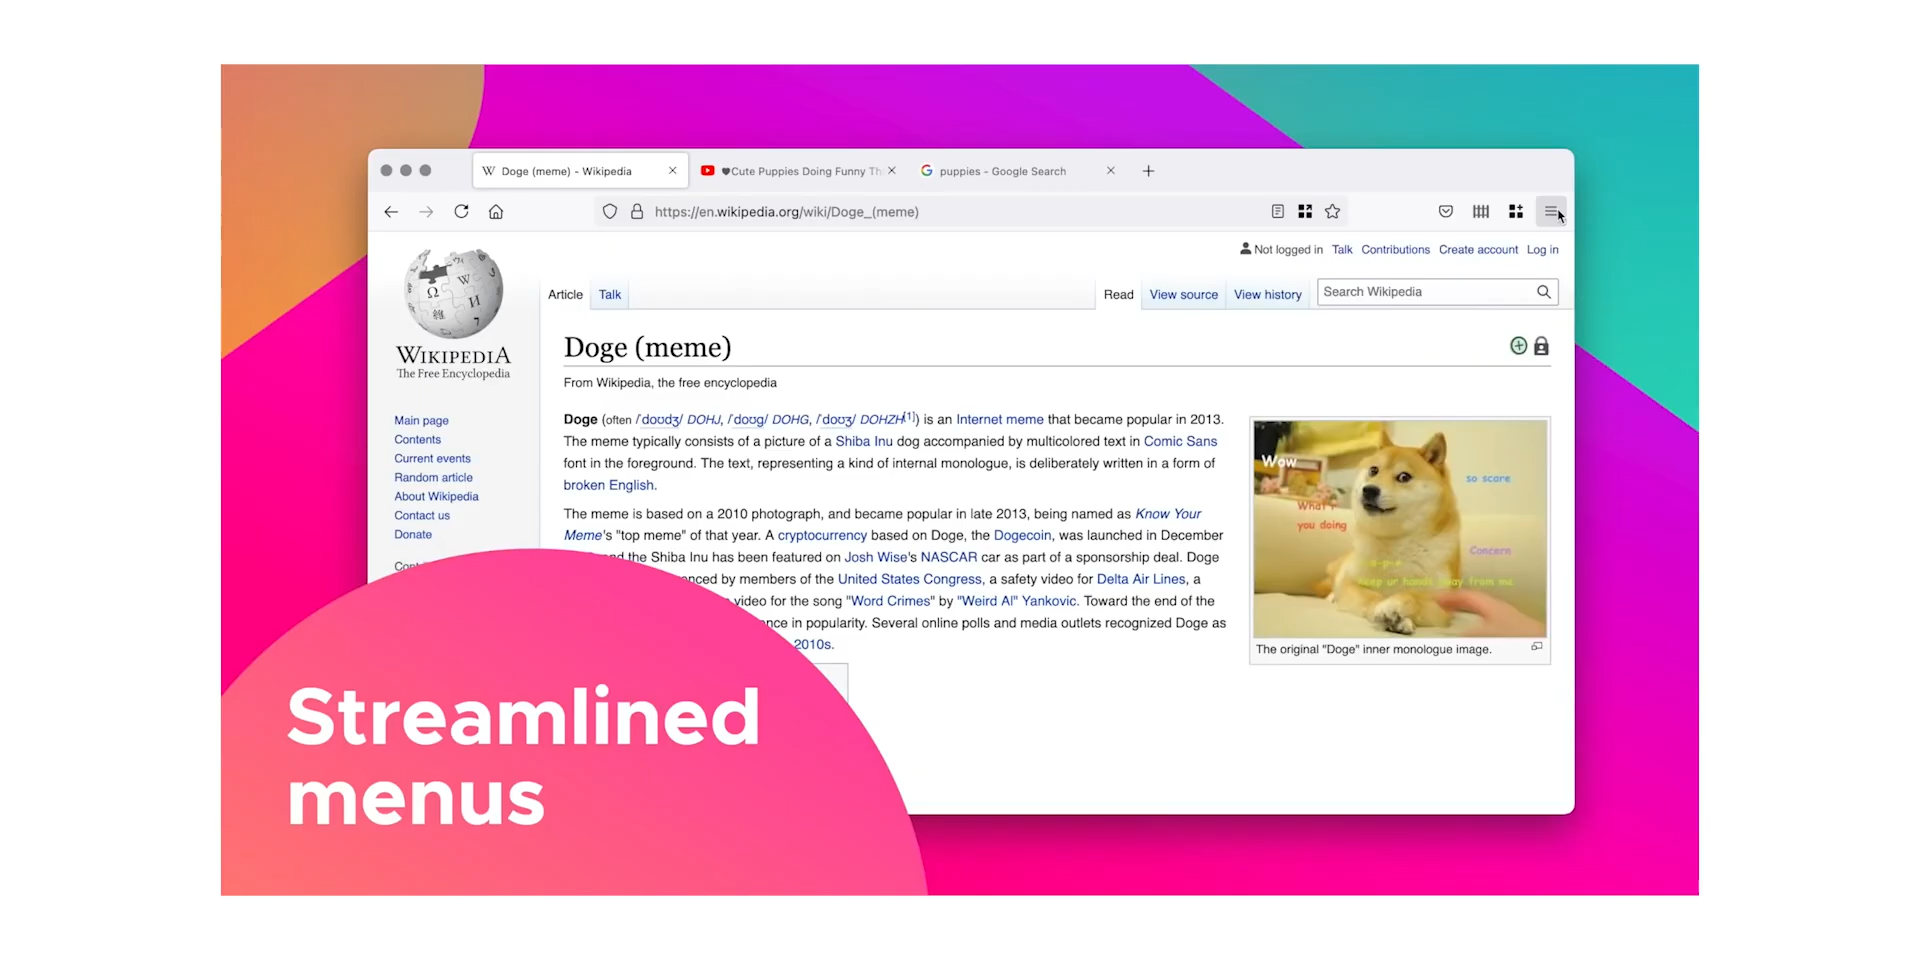 Doge (meme) - Wikipedia
♥Cute Puppies Doing Funny Th
puppies - Google Search
https://en.wikipedia.org/wiki/Doge_(meme)
Not logged in Talk Contributions Create account Log in
Article Talk
Read View source View history
Search Wikipedia
WIKIPEDIA
The Free Encyclopedia
Main page
Contents
Current events
Random article
About Wikipedia
Contact us
Donate
Doge (meme)
From Wikipedia, the free encyclopedia
Doge (often /ˈdoʊdʒ/ DOHJ, /ˈdoʊɡ/ DOHG, /ˈdoʊʒ/ DOHZH[1]) is an Internet meme that became popular in 2013.
The meme typically consists of a picture of a Shiba Inu dog accompanied by multicolored text in Comic Sans
font in the foreground. The text, representing a kind of internal monologue, is deliberately written in a form of
broken English.
The meme is based on a 2010 photograph, and became popular in late 2013, being named as Know Your
Meme's "top meme" of that year. A cryptocurrency based on Doge, the Dogecoin, was launched in December
the Shiba Inu has been featured on Josh Wise's NASCAR car as part of a sponsorship deal. Doge
by members of the United States Congress, a safety video for Delta Air Lines, a
video for the song "Word Crimes" by "Weird Al" Yankovic. Toward the end of the
in popularity. Several online polls and media outlets recognized Doge as
2010s.
Wow
so scare
What r
you doing
Concern
keep ur hands away from me
The original "Doge" inner monologue image.
Streamlined
menus